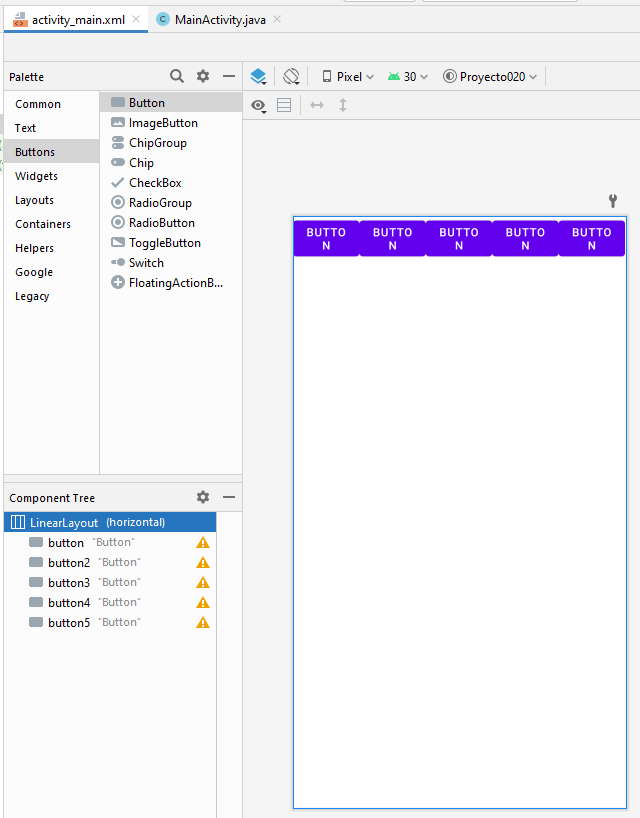 activity_main.xml
MainActivity.java
Palette
Pixel
30
Proyecto020
Common
Text
Buttons
Widgets
Layouts
Containers
Helpers
Google
Legacy
Button
ImageButton
ChipGroup
Chip
CheckBox
RadioGroup
RadioButton
ToggleButton
Switch
FloatingActionB...
BUTTO
N
BUTTO
N
BUTTO
N
BUTTO
N
BUTTO
N
Component Tree
LinearLayout (horizontal)
button "Button"
button2 "Button"
button3 "Button"
button4 "Button"
button5 "Button"